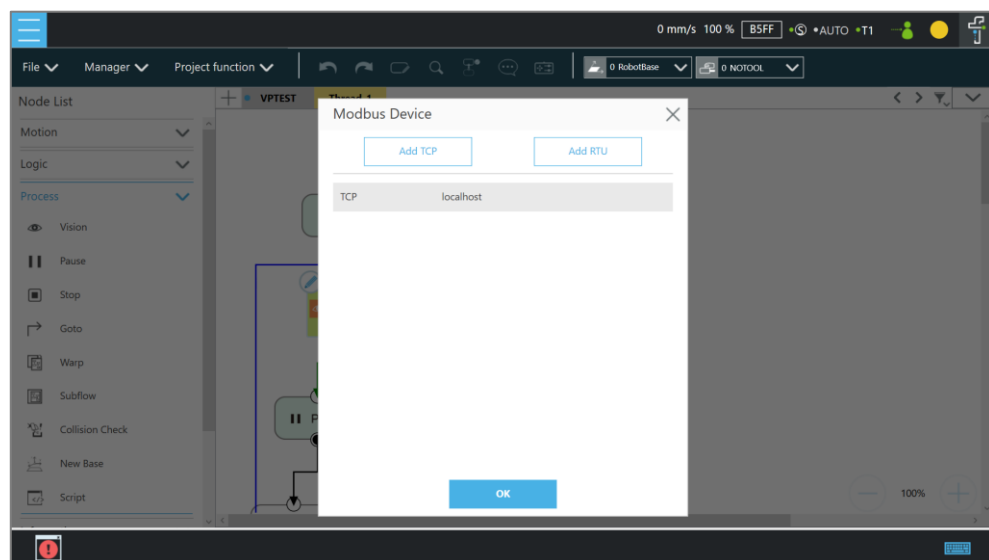 0 mm/s 100 % B5FF •Ⓢ •AUTO •T1
File Manager Project function 0 RobotBase 0 NOTOOL
Node List
VPTEST
Thread_1
Motion
Logic
Process
Vision
Pause
Stop
Goto
Warp
Subflow
Collision Check
New Base
Script
Modbus Device
Add TCP Add RTU
TCP localhost
OK
P
100%